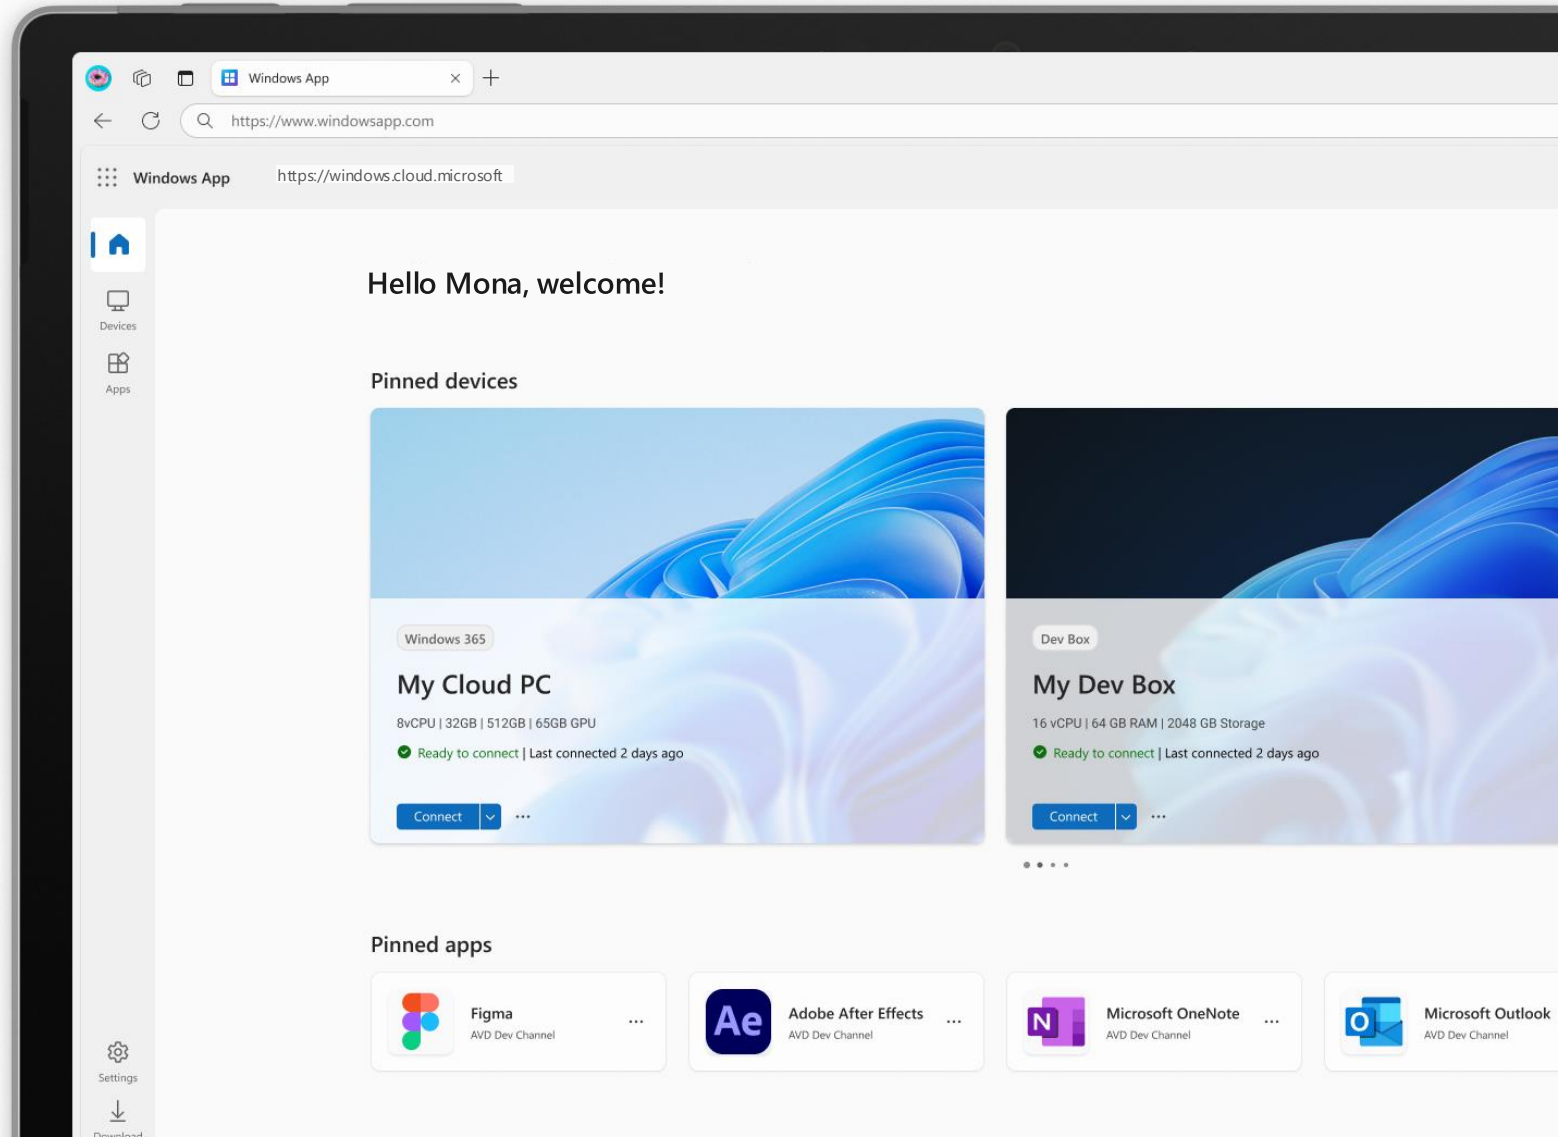 Windows App
https://www.windowsapp.com
Windows App
https://windows.cloud.microsoft
Devices
Apps
Settings
Download
Hello Mona, welcome!
Pinned devices
Windows 365
My Cloud PC
8vCPU | 32GB | 512GB | 65GB GPU
Ready to connect | Last connected 2 days ago
Connect
Dev Box
My Dev Box
16 vCPU | 64 GB RAM | 2048 GB Storage
Ready to connect | Last connected 2 days ago
Connect
Pinned apps
Figma
AVD Dev Channel
Ae
Adobe After Effects
AVD Dev Channel
N
Microsoft OneNote
AVD Dev Channel
O
Microsoft Outlook
AVD Dev Channel